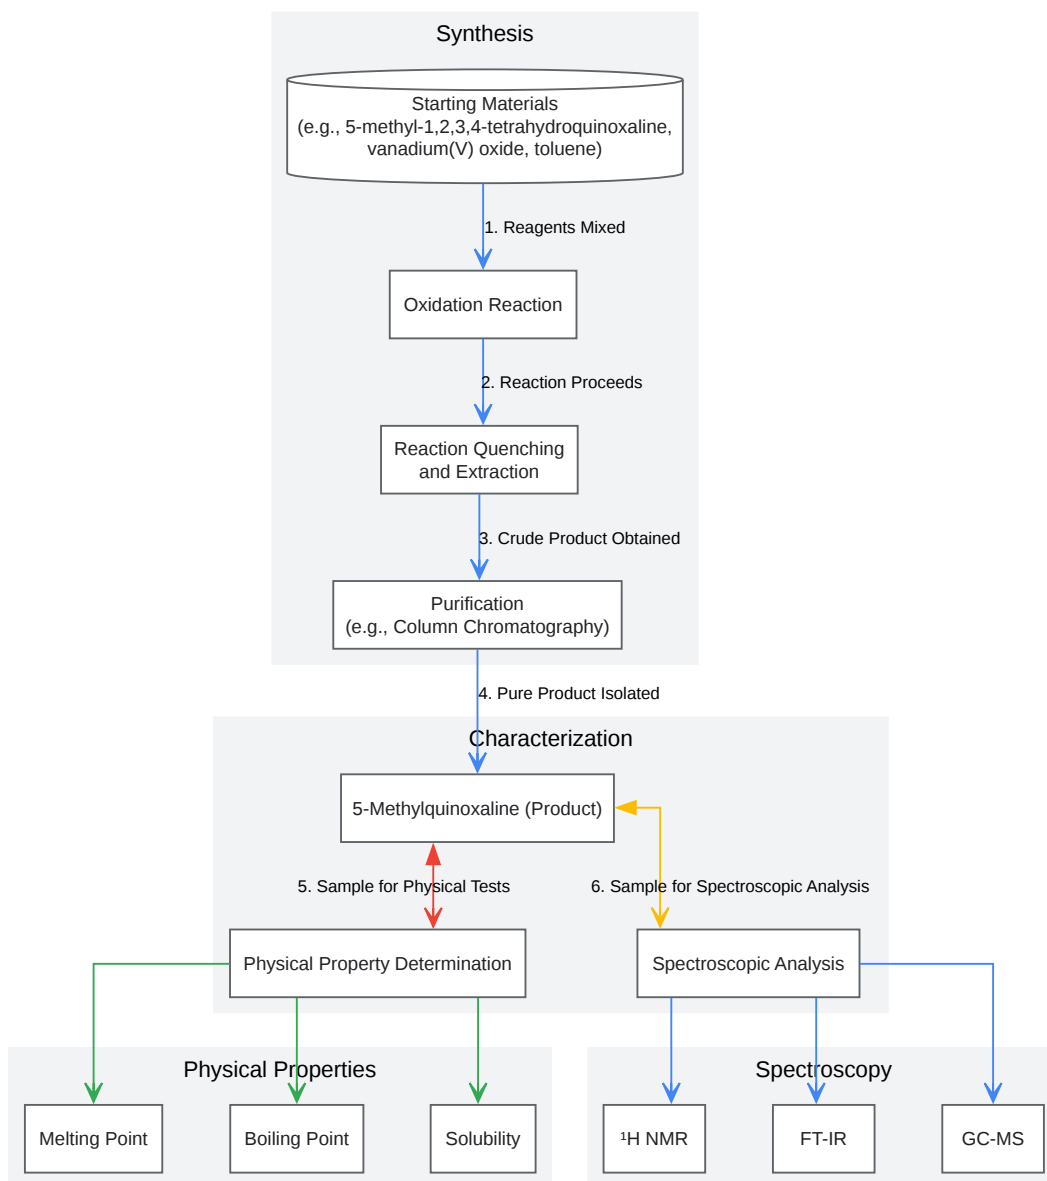 Synthesis
Starting Materials
(e.g., 5-methyl-1,2,3,4-tetrahydroquinoxaline,
vanadium(V) oxide, toluene)
1. Reagents Mixed
Oxidation Reaction
2. Reaction Proceeds
Reaction Quenching
and Extraction
3. Crude Product Obtained
Purification
(e.g., Column Chromatography)
4. Pure Product Isolated
Characterization
5-Methylquinoxaline (Product)
5. Sample for Physical Tests
6. Sample for Spectroscopic Analysis
Physical Property Determination
Spectroscopic Analysis
Physical Properties
Spectroscopy
Melting Point
Boiling Point
Solubility
¹H NMR
FT-IR
GC-MS